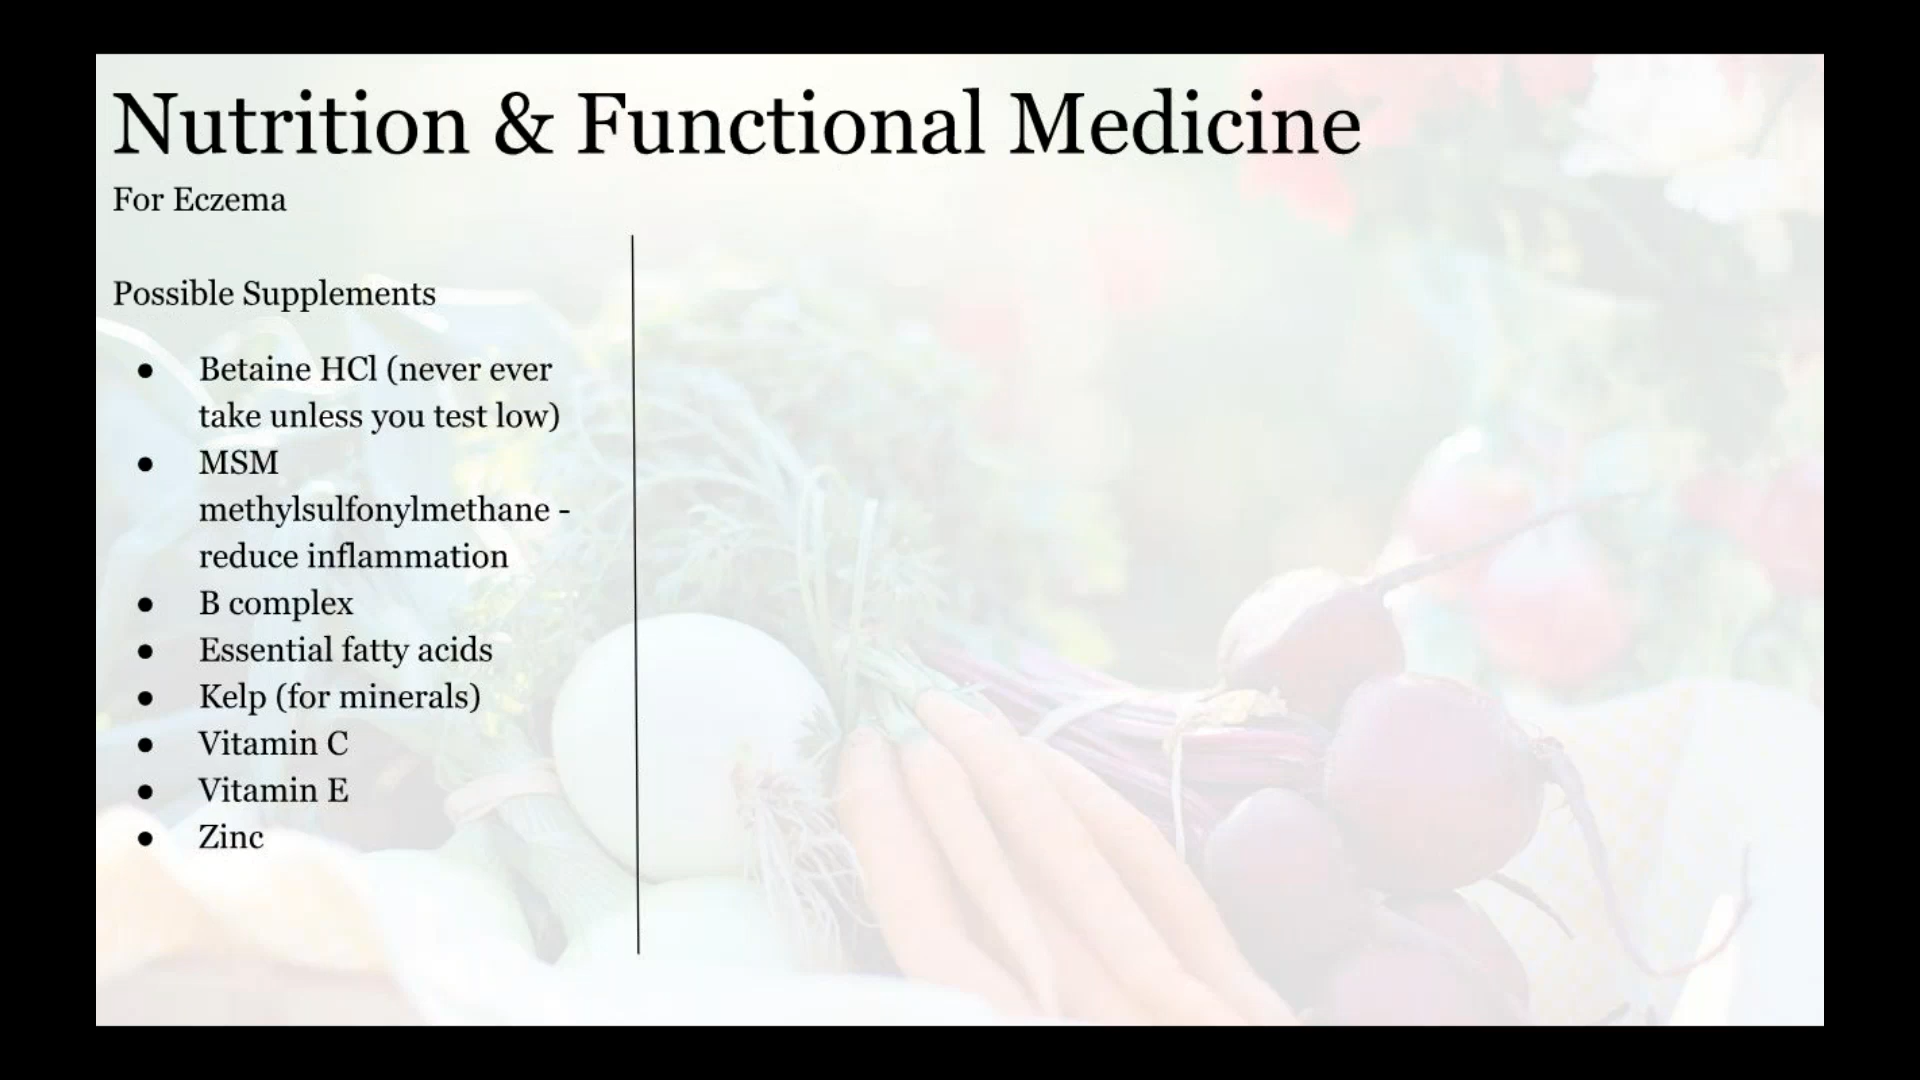 Nutrition & Functional Medicine
For Eczema
Possible Supplements
● Betaine HCl (never ever
take unless you test low)
● MSM
methylsulfonylmethane -
reduce inflammation
● B complex
● Essential fatty acids
● Kelp (for minerals)
● Vitamin C
● Vitamin E
● Zinc